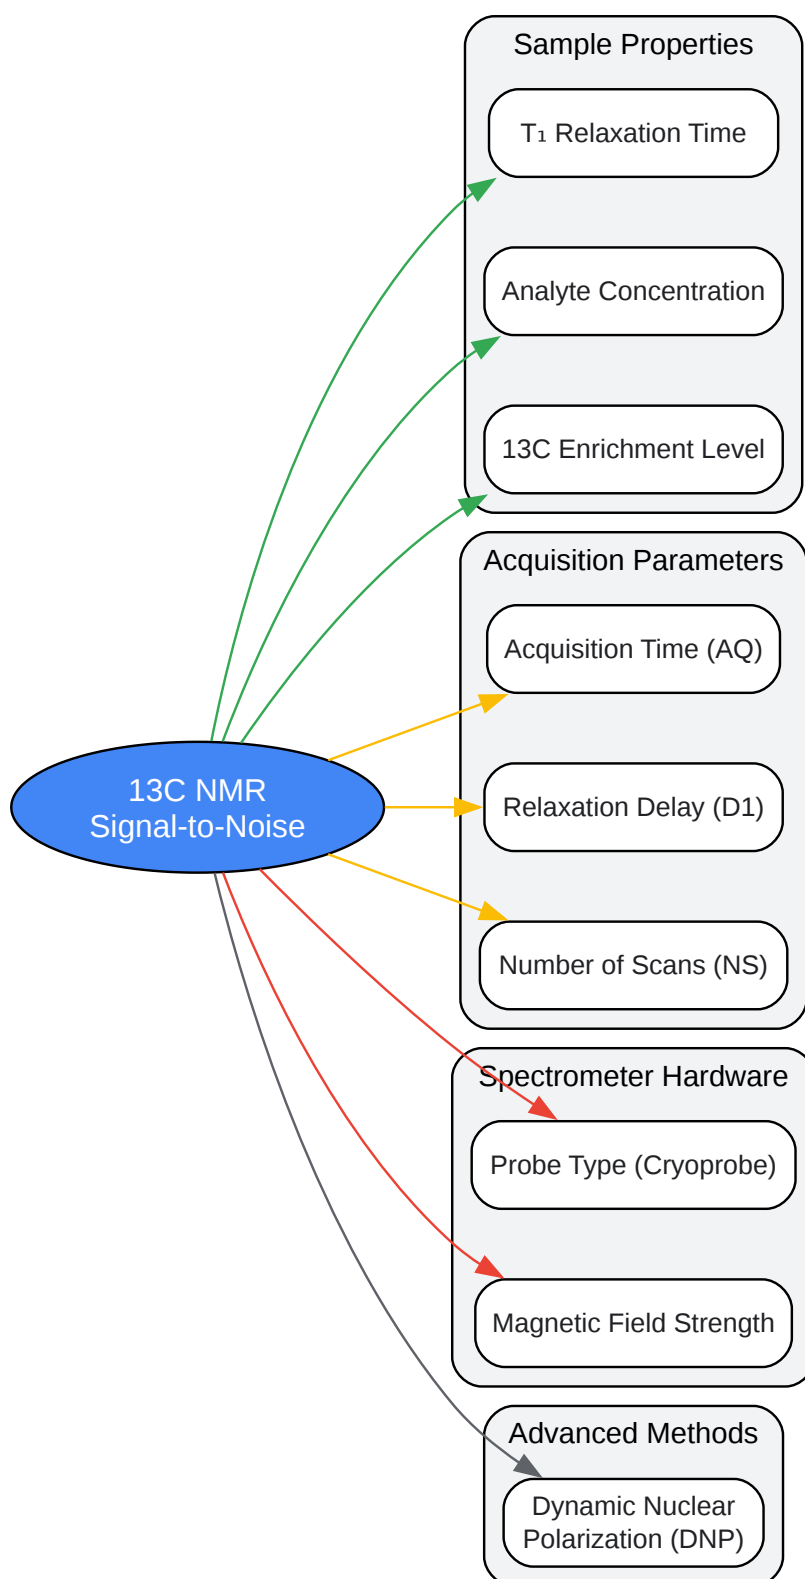 Sample Properties
T₁ Relaxation Time
Analyte Concentration
13C Enrichment Level
Acquisition Parameters
Acquisition Time (AQ)
13C NMR
Signal-to-Noise
Relaxation Delay (D1)
Number of Scans (NS)
Spectrometer Hardware
Probe Type (Cryoprobe)
Magnetic Field Strength
Advanced Methods
Dynamic Nuclear
Polarization (DNP)